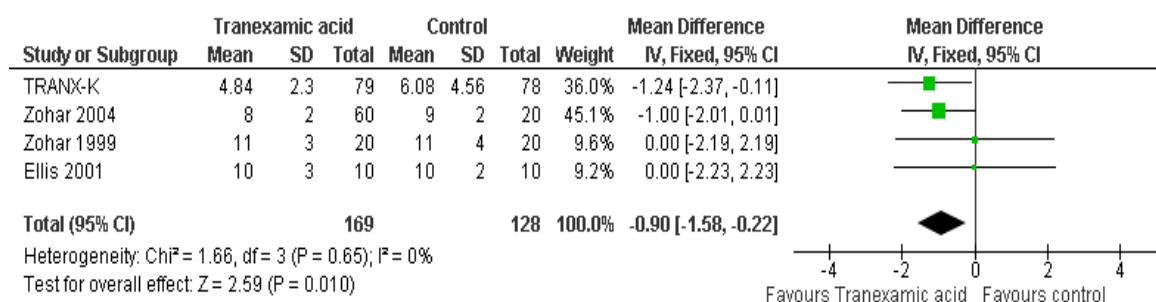 Tranexamic acid Control Mean Difference Mean Difference
Study or Subgroup Mean SD Total Mean SD Total Weight IV, Fixed, 95% CI IV, Fixed, 95% CI
TRANX-K 4.84 2.3 79 6.08 4.56 78 36.0% -1.24 [-2.37, -0.11]
Zohar 2004 8 2 60 9 2 20 45.1% -1.00 [-2.01, 0.01]
Zohar 1999 11 3 20 11 4 20 9.6% 0.00 [-2.19, 2.19]
Ellis 2001 10 3 10 10 2 10 9.2% 0.00 [-2.23, 2.23]
Total (95% CI) 169 128 100.0% -0.90 [-1.58, -0.22]
Heterogeneity: Chi² = 1.66, df = 3 (P = 0.65); I² = 0%
Test for overall effect: Z = 2.59 (P = 0.010)
-4 -2 0 2 4
Favours Tranexamic acid Favours control